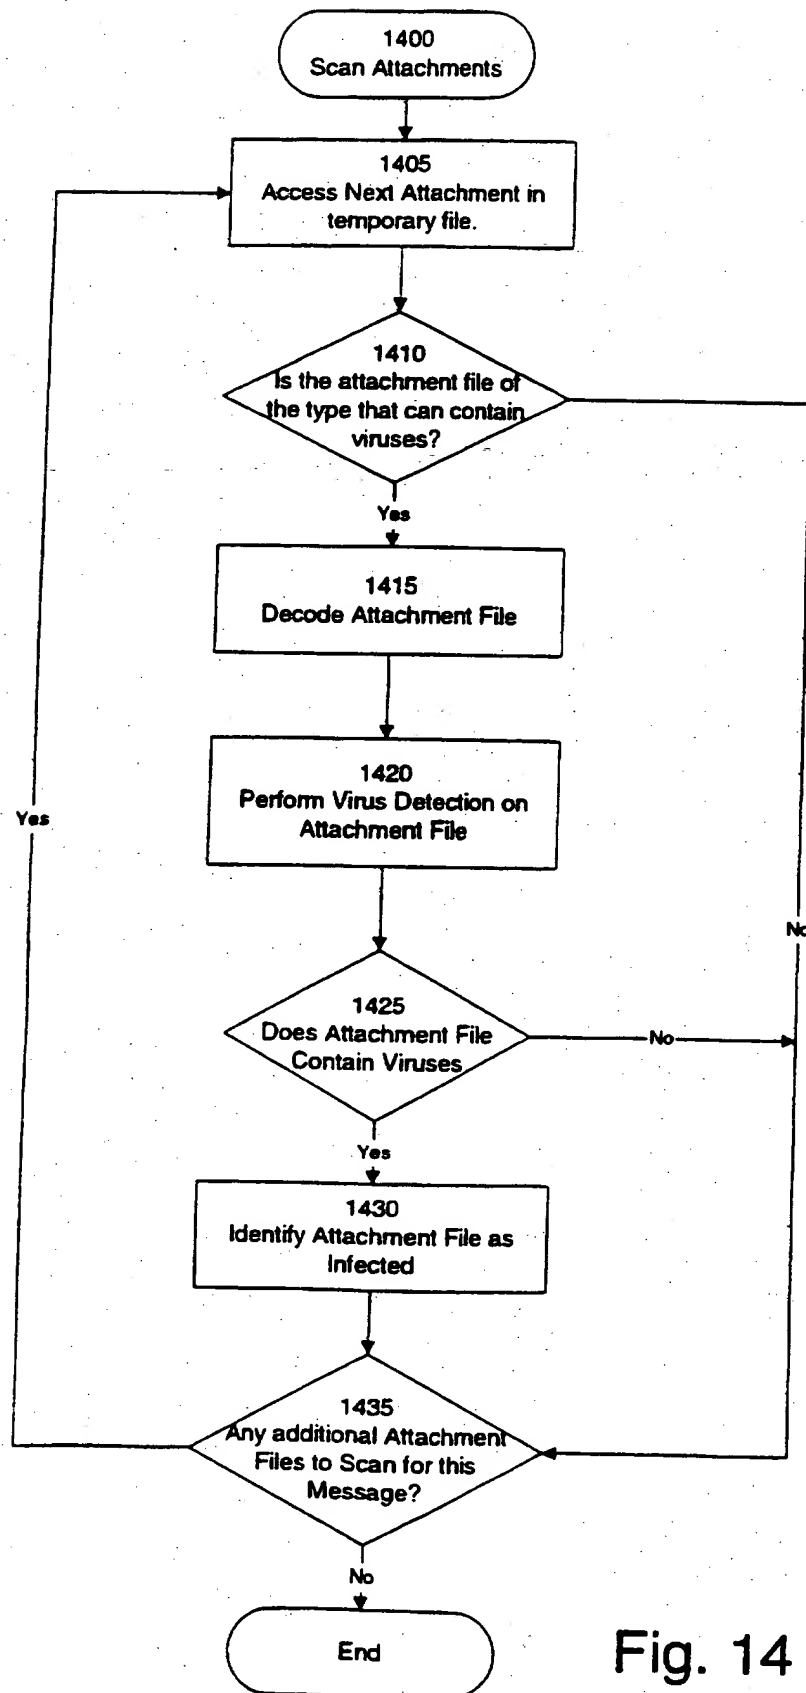 1400
Scan Attachments
1405
Access Next Attachment in
temporary file.
1410
Is the attachment file of
the type that can contain
viruses?
Yes
1415
Decode Attachment File
1420
Perform Virus Detection on
Attachment File
Yes
No
1425
Does Attachment File
Contain Viruses
No
Yes
1430
Identify Attachment File as
Infected
1435
Any additional Attachment
Files to Scan for this
Message?
No
End
Fig. 14